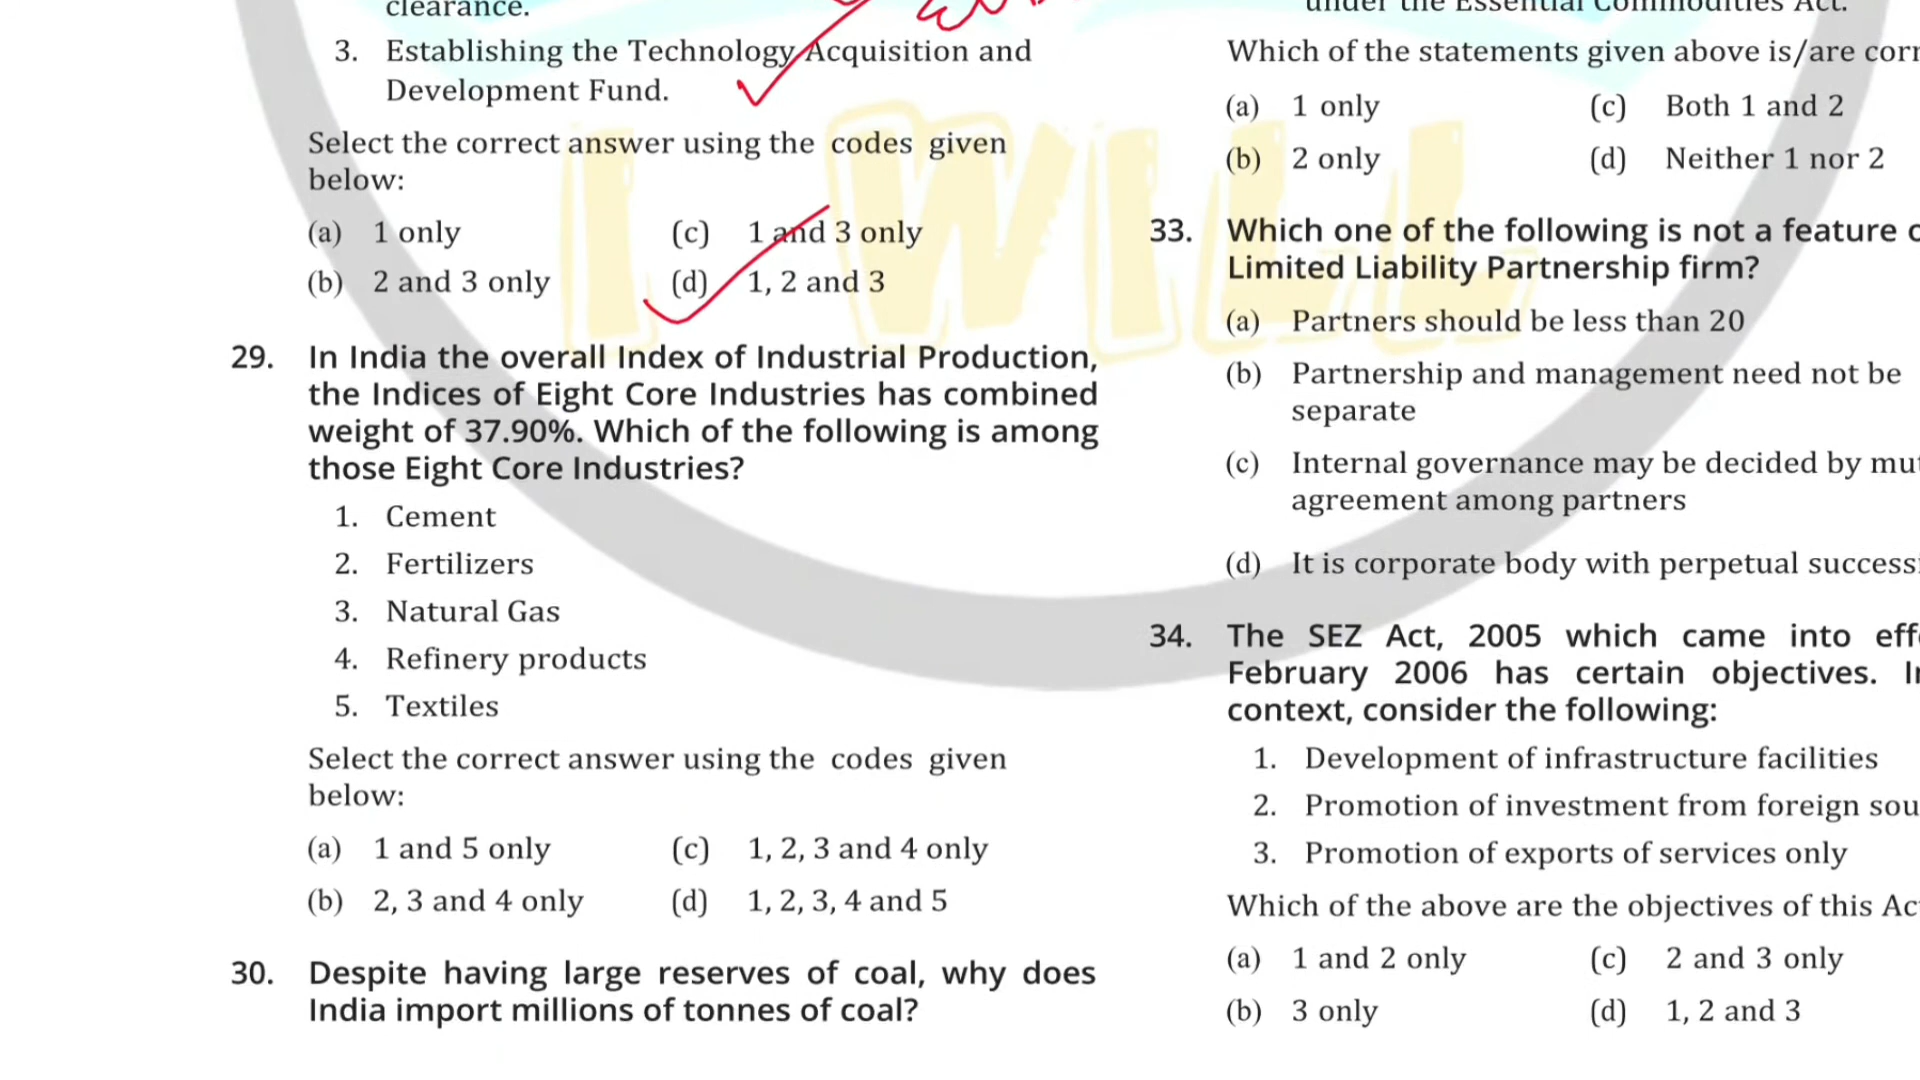 clearance.
3. Establishing the Technology Acquisition and
Development Fund.
Select the correct answer using the codes given
below:
(a) 1 only (c) 1 and 3 only
(b) 2 and 3 only (d) 1, 2 and 3
29. In India the overall Index of Industrial Production,
the Indices of Eight Core Industries has combined
weight of 37.90%. Which of the following is among
those Eight Core Industries?
1. Cement
2. Fertilizers
3. Natural Gas
4. Refinery products
5. Textiles
Select the correct answer using the codes given
below:
(a) 1 and 5 only (c) 1, 2, 3 and 4 only
(b) 2, 3 and 4 only (d) 1, 2, 3, 4 and 5
30. Despite having large reserves of coal, why does
India import millions of tonnes of coal?
under the Essential Commodities Act.
Which of the statements given above is/are
(a) 1 only (c) Both 1 and 2
(b) 2 only (d) Neither 1 nor 2
33. Which one of the following is not a feature
Limited Liability Partnership firm?
(a) Partners should be less than 20
(b) Partnership and management need not be
separate
(c) Internal governance may be decided by
agreement among partners
(d) It is corporate body with perpetual
34. The SEZ Act, 2005 which came into
February 2006 has certain objectives.
context, consider the following:
1. Development of infrastructure facilities
2. Promotion of investment from foreign
3. Promotion of exports of services only
Which of the above are the objectives of this
(a) 1 and 2 only (c) 2 and 3 only
(b) 3 only (d) 1, 2 and 3
I WILL